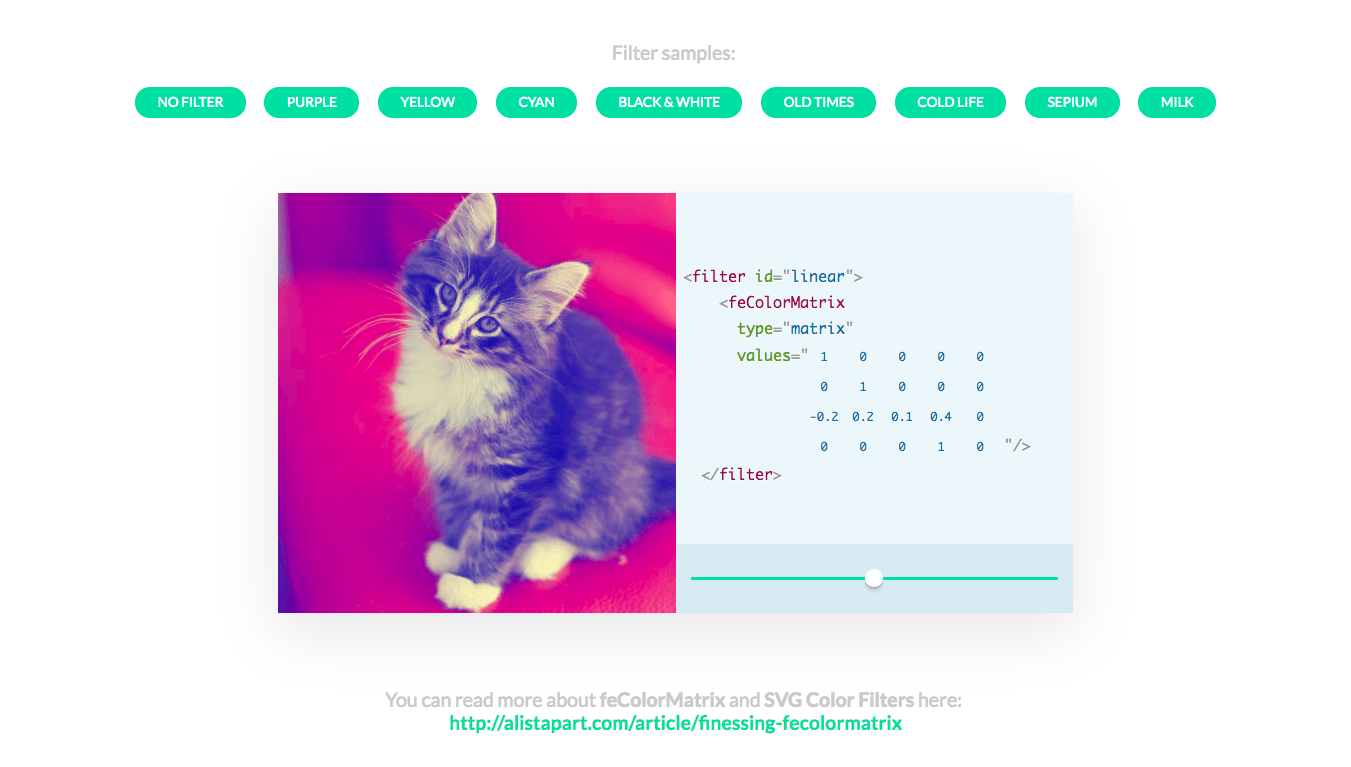 Filter samples:
NO FILTER PURPLE YELLOW CYAN BLACK & WHITE OLD TIMES COLD LIFE SEPIUM MILK
<filter id="linear">
<feColorMatrix
type="matrix"
values=" 1 0 0 0 0
0 1 0 0 0
-0.2 0.2 0.1 0.4 0
0 0 0 1 0 "/>
</filter>
You can read more about feColorMatrix and SVG Color Filters here:
http://alistapart.com/article/finessing-fecolormatrix